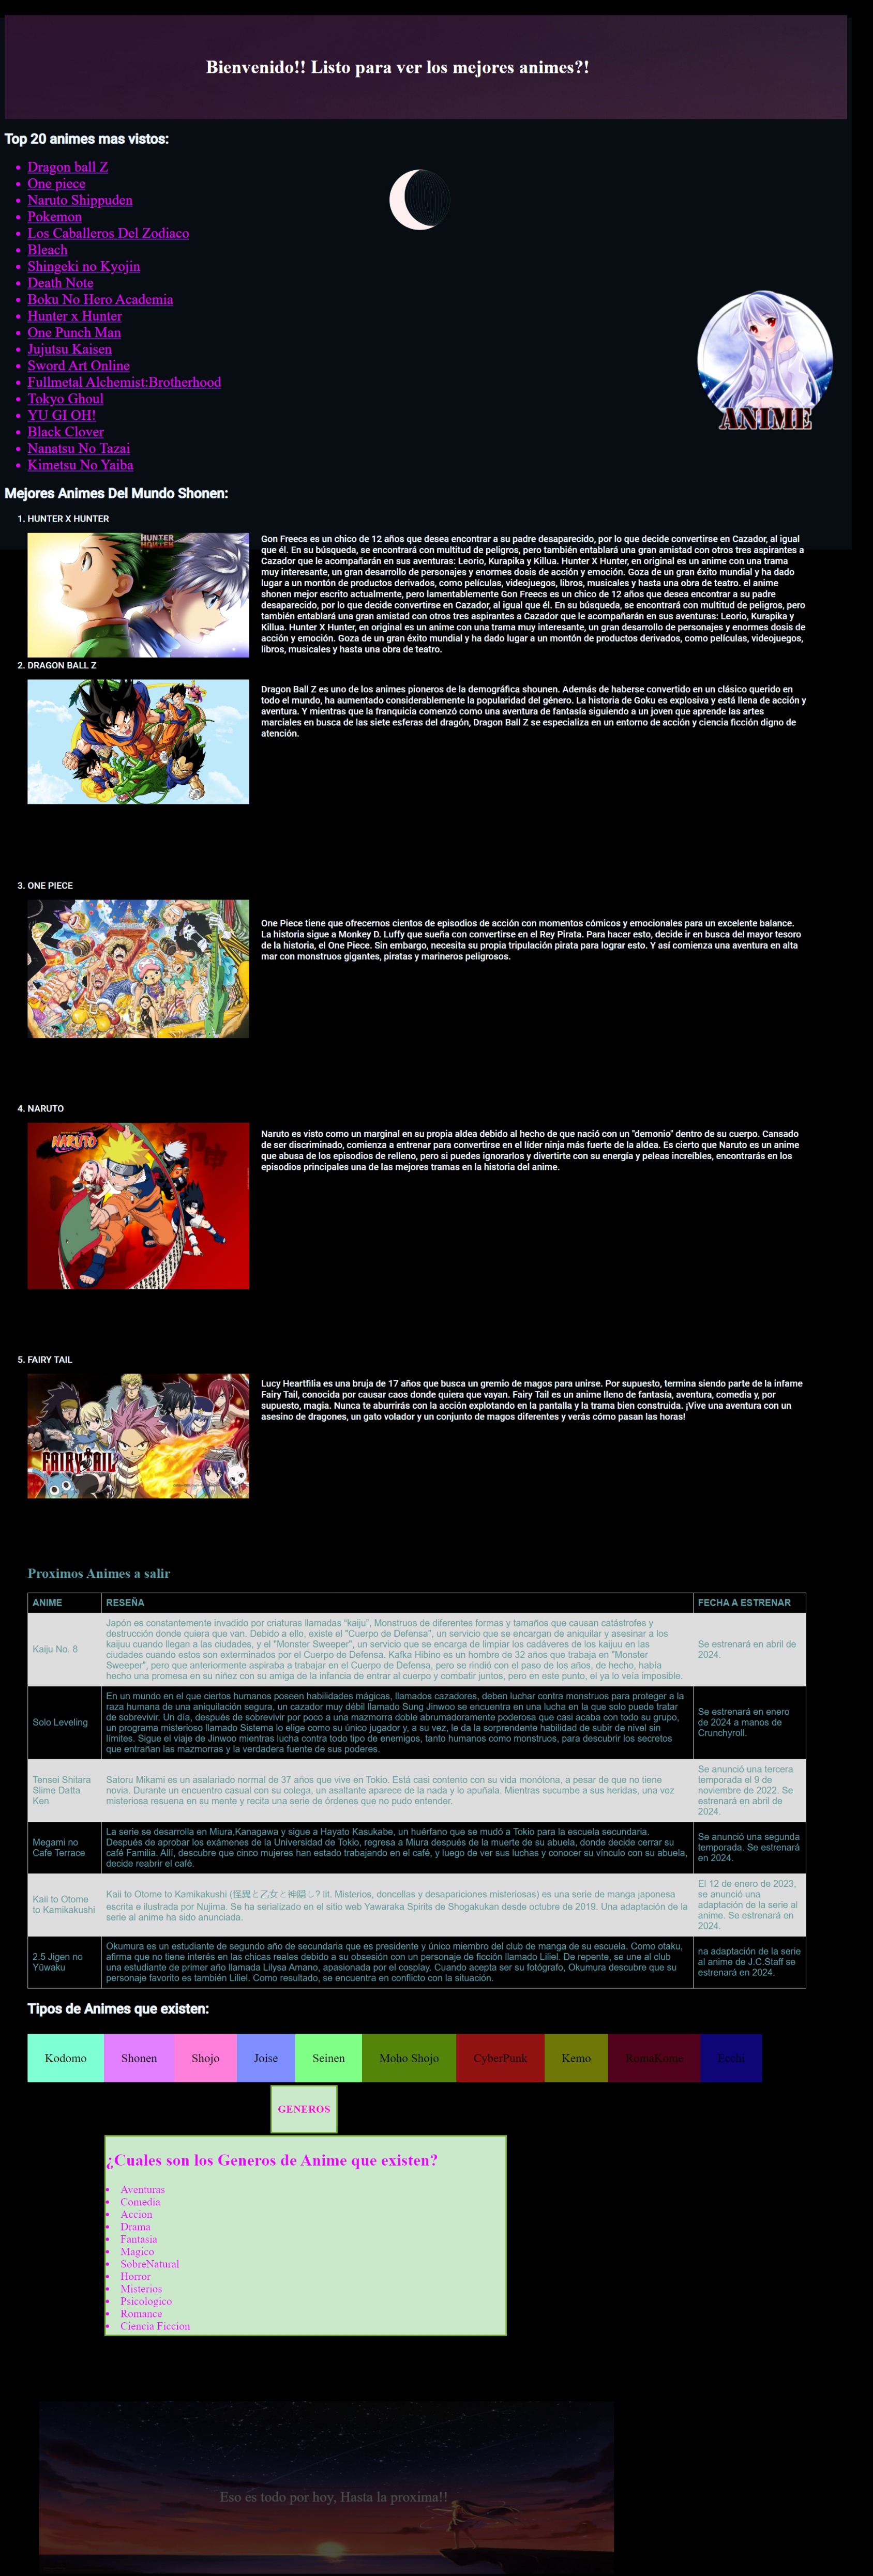 Bienvenido!! Listo para ver los mejores animes?!
Top 20 animes mas vistos:
• Dragon ball Z
• One piece
• Naruto Shippuden
• Pokemon
• Los Caballeros Del Zodiaco
• Bleach
• Shingeki no Kyojin
• Death Note
• Boku No Hero Academia
• Hunter x Hunter
• One Punch Man
• Jujutsu Kaisen
• Sword Art Online
• Fullmetal Alchemist:Brotherhood
• Tokyo Ghoul
• YU GI OH!
• Black Clover
• Nanatsu No Tazai
• Kimetsu No Yaiba
ANIME
Mejores Animes Del Mundo Shonen:
1. HUNTER X HUNTER
HUNTER
HUNTER
Gon Freecs es un chico de 12 años que desea encontrar a su padre desaparecido, por lo que decide convertirse en Cazador, al igual
que él. En su búsqueda, se encontrará con multitud de peligros, pero también entablará una gran amistad con otros tres aspirantes a
Cazador que le acompañarán en sus aventuras: Leorio, Kurapika y Killua. Hunter X Hunter, en original es un anime con una trama
muy interesante, un gran desarrollo de personajes y enormes dosis de acción y emoción. Goza de un gran éxito mundial y ha dado
lugar a un montón de productos derivados, como películas, videojuegos, libros, musicales y hasta una obra de teatro. el anime
shonen mejor escrito actualmente, pero lamentablemente Gon Freecs es un chico de 12 años que desea encontrar a su padre
desaparecido, por lo que decide convertirse en Cazador, al igual que él. En su búsqueda, se encontrará con multitud de peligros, pero
también entablará una gran amistad con otros tres aspirantes a Cazador que le acompañarán en sus aventuras: Leorio, Kurapika y
Killua. Hunter X Hunter, en original es un anime con una trama muy interesante, un gran desarrollo de personajes y enormes dosis de
acción y emoción. Goza de un gran éxito mundial y ha dado lugar a un montón de productos derivados, como películas, videojuegos,
libros, musicales y hasta una obra de teatro.
2. DRAGON BALL Z
Dragon Ball Z es uno de los animes pioneros de la demográfica shounen. Además de haberse convertido en un clásico querido en
todo el mundo, ha aumentado considerablemente la popularidad del género. La historia de Goku es explosiva y está llena de acción y
aventura. Y mientras que la franquicia comenzó como una aventura de fantasía siguiendo a un joven que aprende las artes
marciales en busca de las siete esferas del dragón, Dragon Ball Z se especializa en un entorno de acción y ciencia ficción digno de
atención.
3. ONE PIECE
One Piece tiene que ofrecernos cientos de episodios de acción con momentos cómicos y emocionales para un excelente balance.
La historia sigue a Monkey D. Luffy que sueña con convertirse en el Rey Pirata. Para hacer esto, decide ir en busca del mayor tesoro
de la historia, el One Piece. Sin embargo, necesita su propia tripulación pirata para lograr esto. Y así comienza una aventura en alta
mar con monstruos gigantes, piratas y marineros peligrosos.
4. NARUTO
NARUTO
Naruto es visto como un marginal en su propia aldea debido al hecho de que nació con un "demonio" dentro de su cuerpo. Cansado
de ser discriminado, comienza a entrenar para convertirse en el líder ninja más fuerte de la aldea. Es cierto que Naruto es un anime
que abusa de los episodios de relleno, pero si puedes ignorarlos y divertirte con su energía y peleas increíbles, encontrarás en los
episodios principales una de las mejores tramas en la historia del anime.
5. FAIRY TAIL
FAIRY TAIL
Lucy Heartfilia es una bruja de 17 años que busca un gremio de magos para unirse. Por supuesto, termina siendo parte de la infame
Fairy Tail, conocida por causar caos donde quiera que vayan. Fairy Tail es un anime lleno de fantasía, aventura, comedia y, por
supuesto, magia. Nunca te aburrirás con la acción explotando en la pantalla y la trama bien construida. ¡Vive una aventura con un
asesino de dragones, un gato volador y un conjunto de magos diferentes y verás cómo pasan las horas!
Proximos Animes a salir
ANIME RESEÑA FECHA A ESTRENAR
Kaiju No. 8
Japón es constantemente invadido por criaturas llamadas "kaiju", Monstruos de diferentes formas y tamaños que causan catástrofes y
destrucción donde quiera que van. Debido a ello, existe el "Cuerpo de Defensa", un servicio que se encargan de aniquilar y asesinar a los
kaijuu cuando llegan a las ciudades, y el "Monster Sweeper", un servicio que se encarga de limpiar los cadáveres de los kaijuu en las
ciudades cuando estos son exterminados por el Cuerpo de Defensa. Kafka Hibino es un hombre de 32 años que trabaja en "Monster
Sweeper", pero que anteriormente aspiraba a trabajar en el Cuerpo de Defensa, pero se rindió con el paso de los años, de hecho, había
hecho una promesa en su niñez con su amiga de la infancia de entrar al cuerpo y combatir juntos, pero en este punto, el ya lo veía imposible.
Se estrenará en abril de
2024.
Solo Leveling
En un mundo en el que ciertos humanos poseen habilidades mágicas, llamados cazadores, deben luchar contra monstruos para proteger a la
raza humana de una aniquilación segura, un cazador muy débil llamado Sung Jinwoo se encuentra en una lucha en la que solo puede tratar
de sobrevivir. Un día, después de sobrevivir por poco a una mazmorra doble abrumadoramente poderosa que casi acaba con todo su grupo,
un programa misterioso llamado Sistema lo elige como su único jugador y, a su vez, le da la sorprendente habilidad de subir de nivel sin
límites. Sigue el viaje de Jinwoo mientras lucha contra todo tipo de enemigos, tanto humanos como monstruos, para descubrir los secretos
que entrañan las mazmorras y la verdadera fuente de sus poderes.
Se estrenará en enero
de 2024 a manos de
Crunchyroll.
Tensei Shitara
Slime Datta
Ken
Satoru Mikami es un asalariado normal de 37 años que vive en Tokio. Está casi contento con su vida monótona, a pesar de que no tiene
novia. Durante un encuentro casual con su colega, un asaltante aparece de la nada y lo apuñala. Mientras sucumbe a sus heridas, una voz
misteriosa resuena en su mente y recita una serie de órdenes que no pudo entender.
Se anunció una tercera
temporada el 9 de
noviembre de 2022. Se
estrenará en abril de
2024.
Megami no
Cafe Terrace
La serie se desarrolla en Miura,Kanagawa y sigue a Hayato Kasukabe, un huérfano que se mudó a Tokio para la escuela secundaria.
Después de aprobar los exámenes de la Universidad de Tokio, regresa a Miura después de la muerte de su abuela, donde decide cerrar su
café Familia. Allí, descubre que cinco mujeres han estado trabajando en el café, y luego de ver sus luchas y conocer su vínculo con su abuela,
decide reabrir el café.
Se anunció una segunda
temporada. Se estrenará
en 2024.
Kaii to Otome
to Kamikakushi
Kaii to Otome to Kamikakushi (怪異と乙女と神隠し? lit. Misterios, doncellas y desapariciones misteriosas) es una serie de manga japonesa
escrita e ilustrada por Nujima. Se ha serializado en el sitio web Yawaraka Spirits de Shogakukan desde octubre de 2019. Una adaptación de la
serie al anime ha sido anunciada.
El 12 de enero de 2023,
se anunció una
adaptación de la serie al
anime. Se estrenará en
2024.
2.5 Jigen no
Yūwaku
Okumura es un estudiante de segundo año de secundaria que es presidente y único miembro del club de manga de su escuela. Como otaku,
afirma que no tiene interés en las chicas reales debido a su obsesión con un personaje de ficción llamado Liliel. De repente, se une al club
una estudiante de primer año llamada Lilysa Amano, apasionada por el cosplay. Cuando acepta ser su fotógrafo, Okumura descubre que su
personaje favorito es también Liliel. Como resultado, se encuentra en conflicto con la situación.
na adaptación de la serie
al anime de J.C.Staff se
estrenará en 2024.
Tipos de Animes que existen:
Kodomo Shonen Shojo Joise Seinen Moho Shojo CyberPunk Kemo RomaKome Ecchi
GENEROS
¿Cuales son los Generos de Anime que existen?
• Aventuras
• Comedia
• Accion
• Drama
• Fantasia
• Magico
• SobreNatural
• Horror
• Misterios
• Psicologico
• Romance
• Ciencia Ficcion
Eso es todo por hoy, Hasta la proxima!!